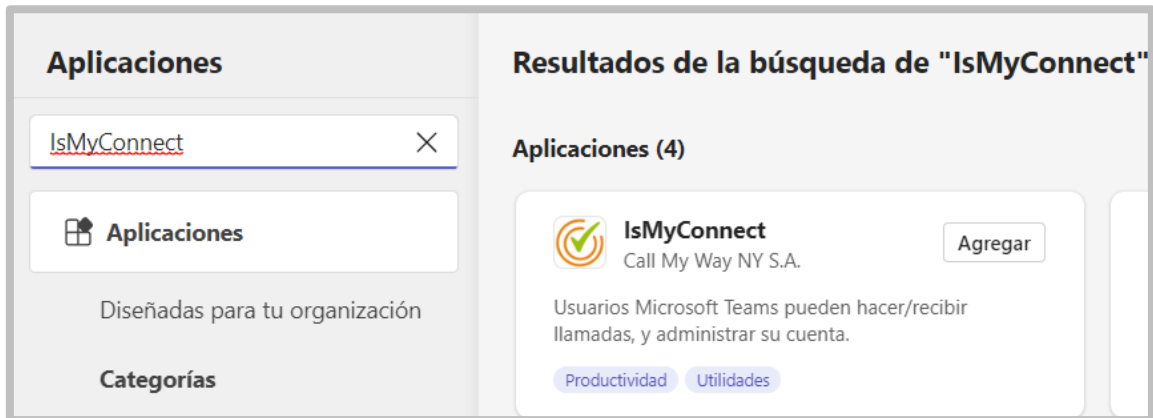 Aplicaciones
IsMyConnect
Aplicaciones
Diseñadas para tu organización
Categorías
Resultados de la búsqueda de "IsMyConnect"
Aplicaciones (4)
IsMyConnect
Call My Way NY S.A.
Agregar
Usuarios Microsoft Teams pueden hacer/recibir
llamadas, y administrar su cuenta.
Productividad Utilidades